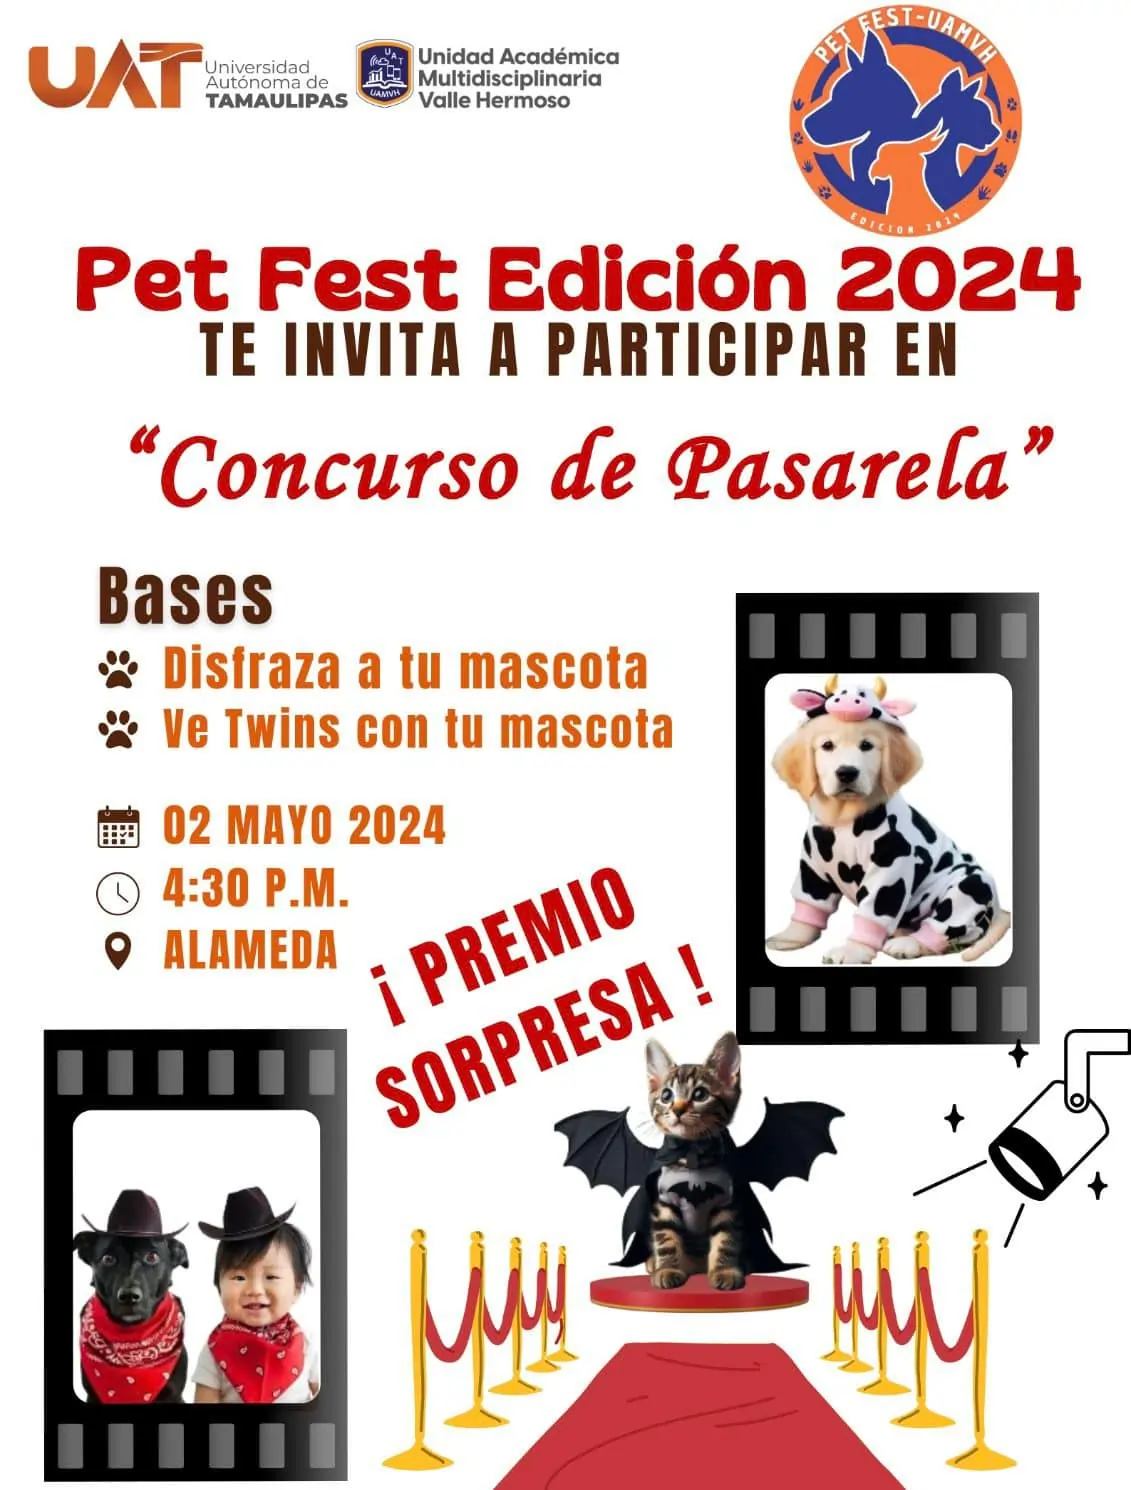 UAT
Universidad
Autónoma de
TAMAULIPAS
UAT
UAMVH
Unidad Académica
Multidisciplinaria
Valle Hermoso
PET FEST-UAMVH
EDICION 2024
Pet Fest Edición 2024
TE INVITA A PARTICIPAR EN
“Concurso de Pasarela”
Bases
Disfraza a tu mascota
Ve Twins con tu mascota
02 MAYO 2024
4:30 P.M.
ALAMEDA
¡ PREMIO
SORPRESA !